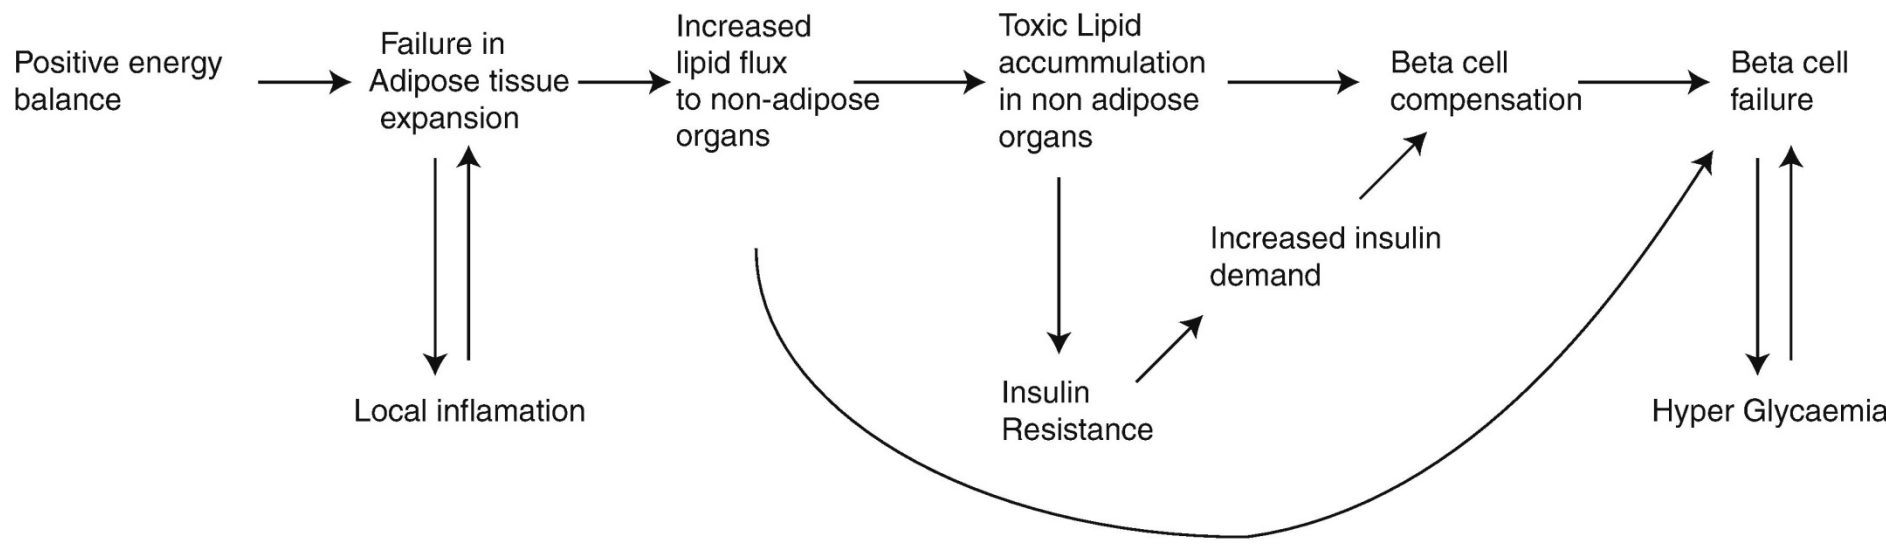 Positive energy
balance
Failure in
Adipose tissue
expansion
Increased
lipid flux
to non-adipose
organs
Toxic Lipid
accummulation
in non adipose
organs
Beta cell
compensation
Beta cell
failure
Increased insulin
demand
Local inflamation
Insulin
Resistance
Hyper Glycaemia